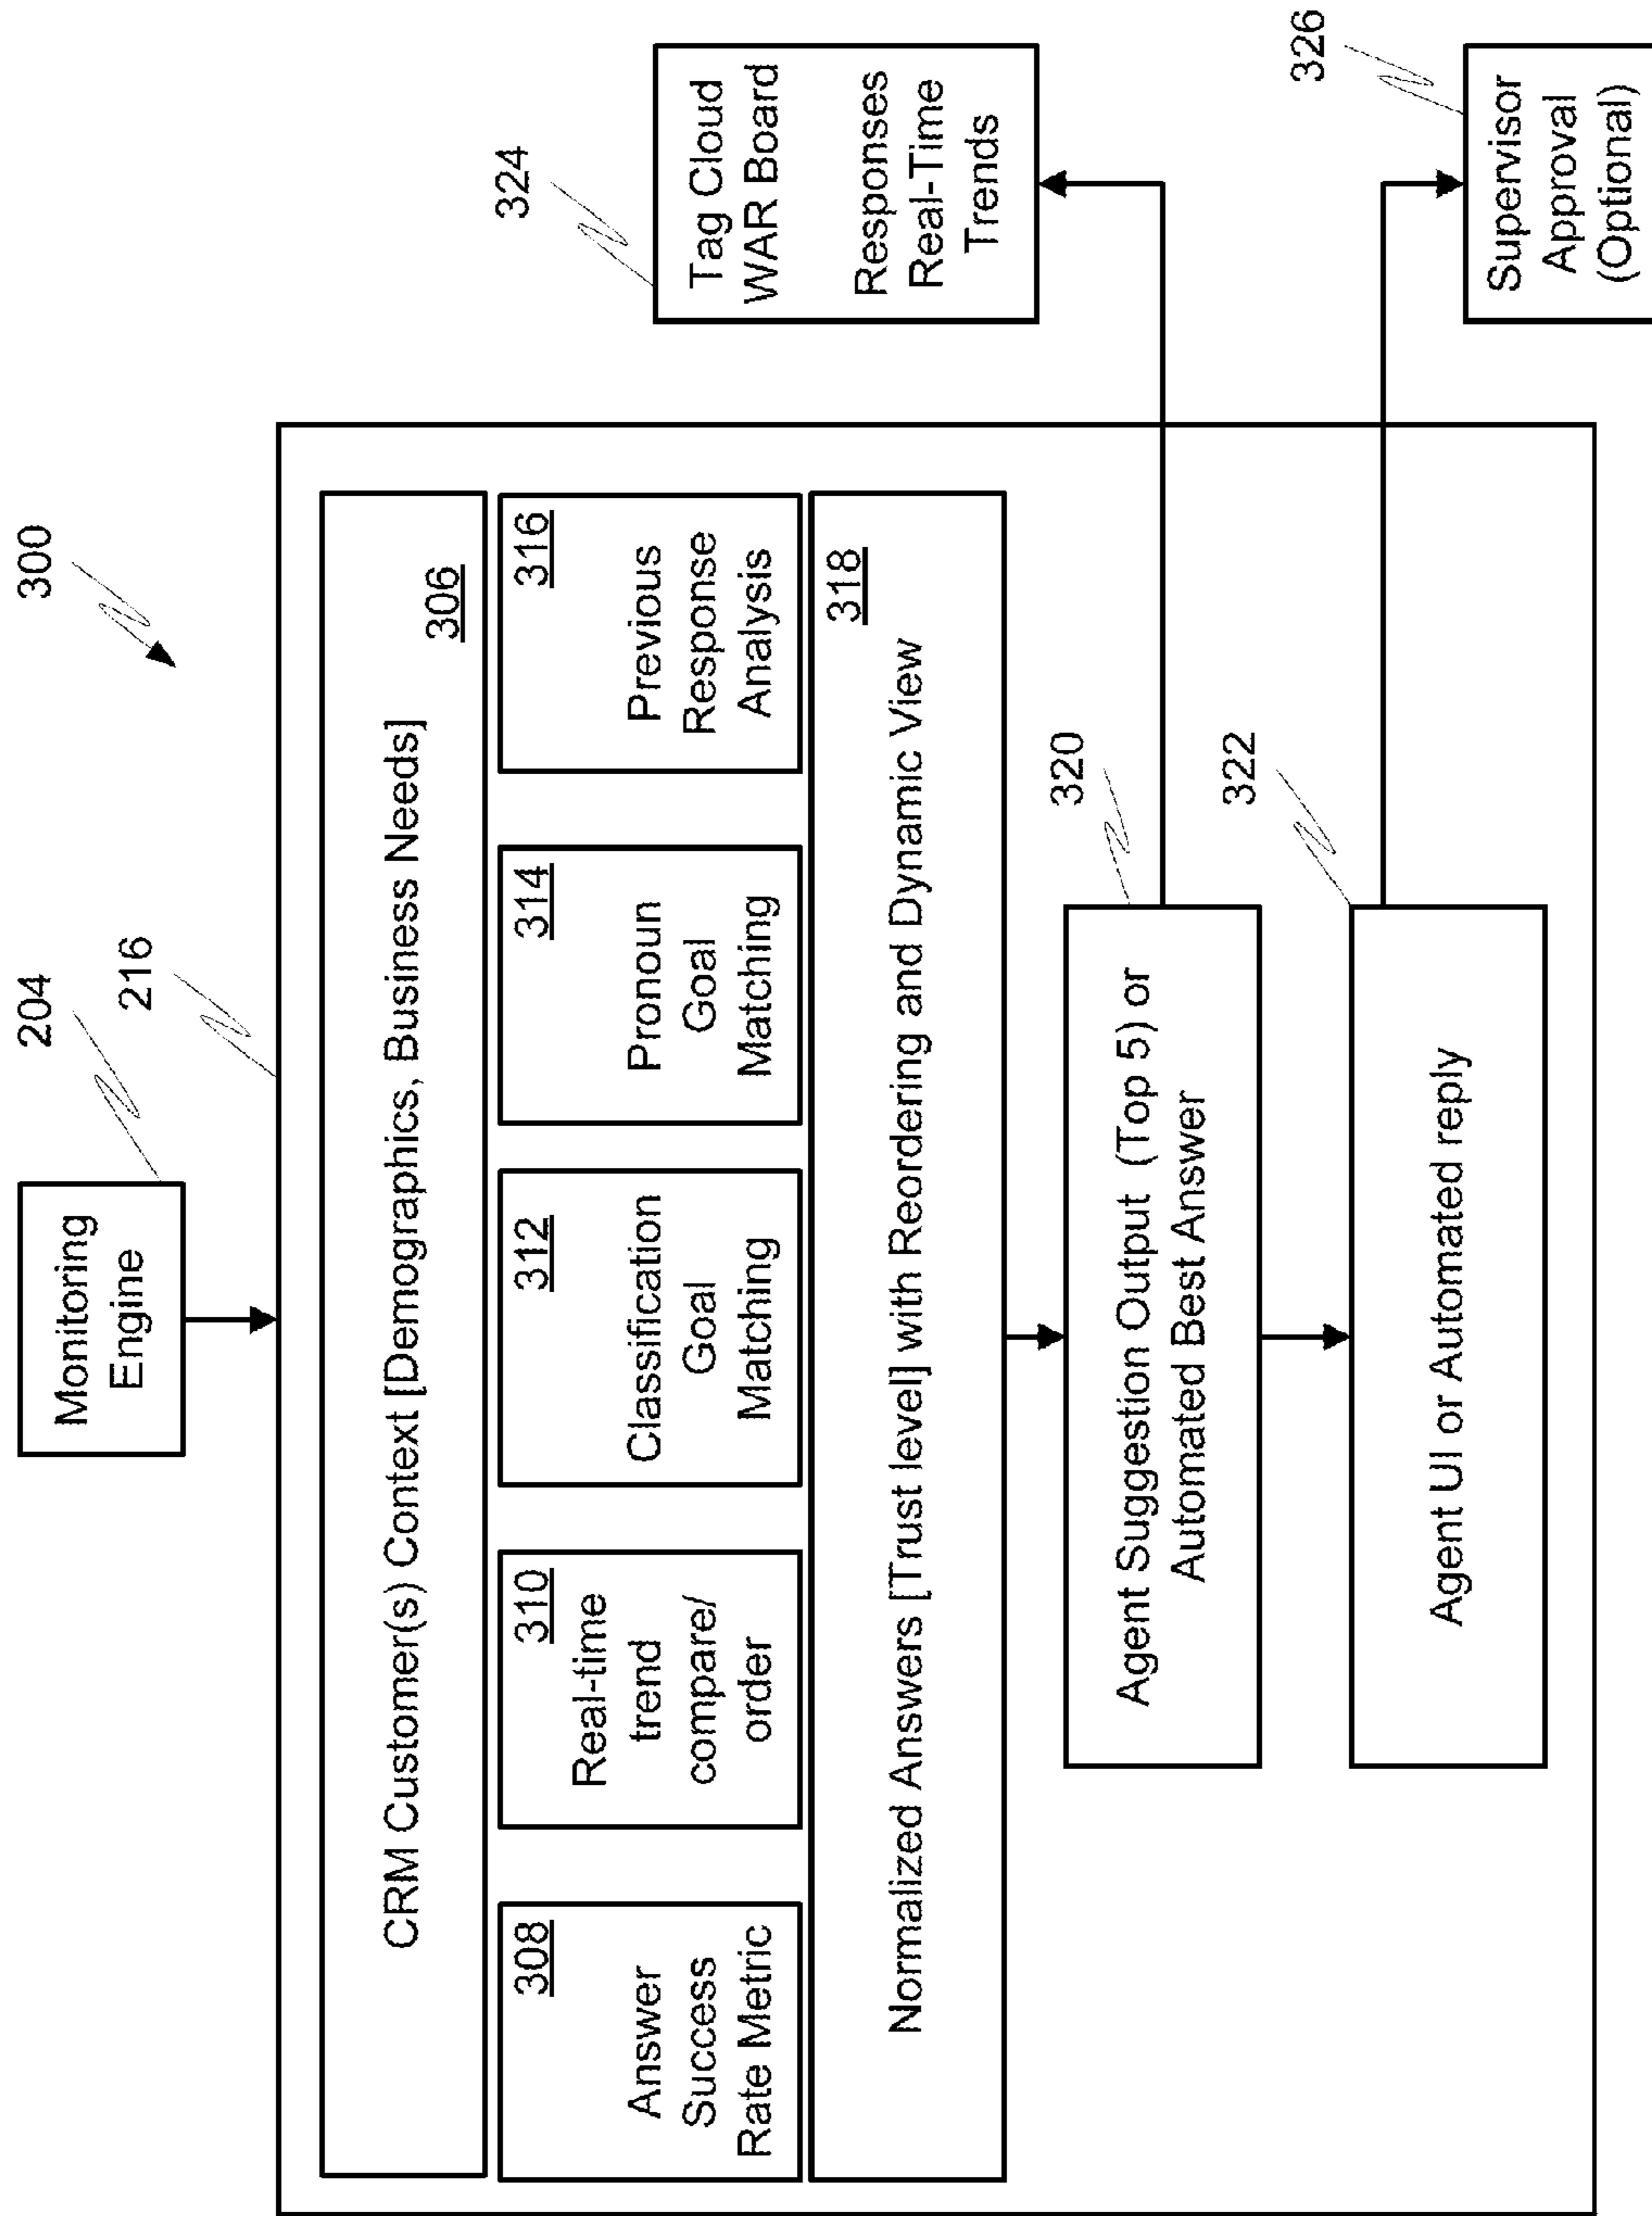 300
Monitoring
Engine
204
216
CRM Customer(s) Context [Demographics, Business Needs]
306
308
Answer
Success
Rate Metric
310
Real-time
trend
compare/
order
312
Classification
Goal
Matching
314
Pronoun
Goal
Matching
316
Previous
Response
Analysis
318
Normalized Answers [Trust level] with Reordering and Dynamic View
320
Agent Suggestion Output (Top 5) or
Automated Best Answer
322
Agent UI or Automated reply
324
Tag Cloud
WAR Board
Responses
Real-Time
Trends
326
Supervisor
Approval
(Optional)